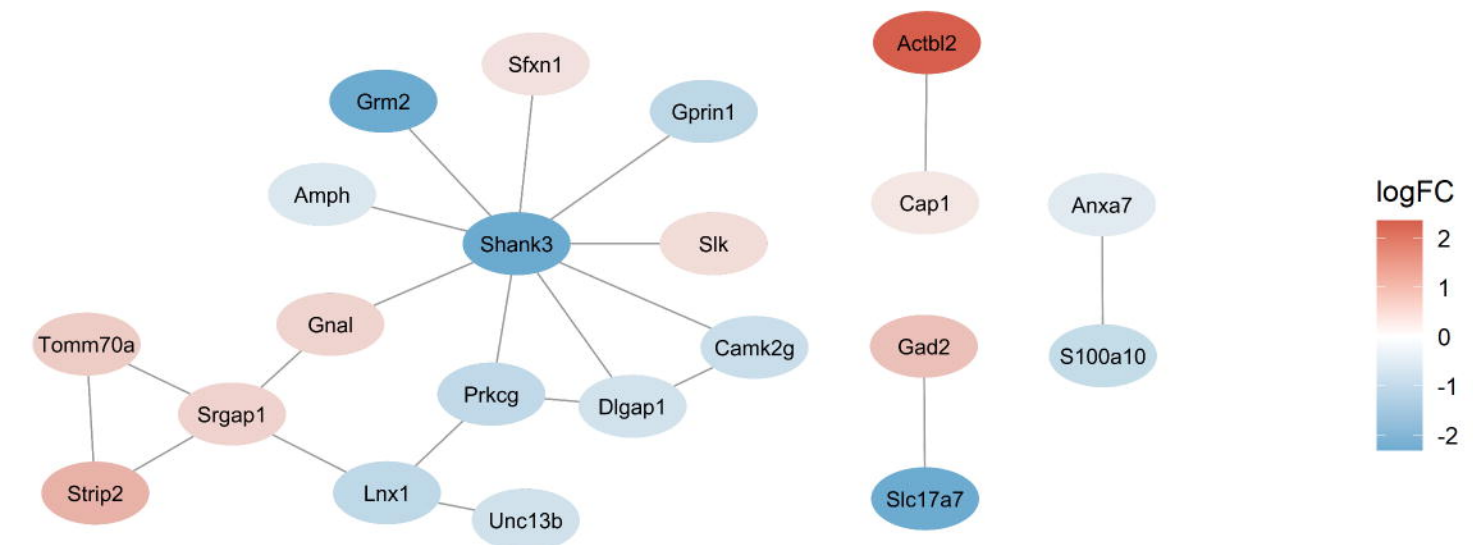 Actbl2
Sfxn1
Grm2
Gprin1
Amph
Cap1
Anxa7
Shank3
Slk
Gnal
Tomm70a
Camk2g
Gad2
S100a10
Prkcg
Dlgap1
Srgap1
Strip2
Lnx1
Unc13b
Slc17a7
logFC
2
1
0
-1
-2